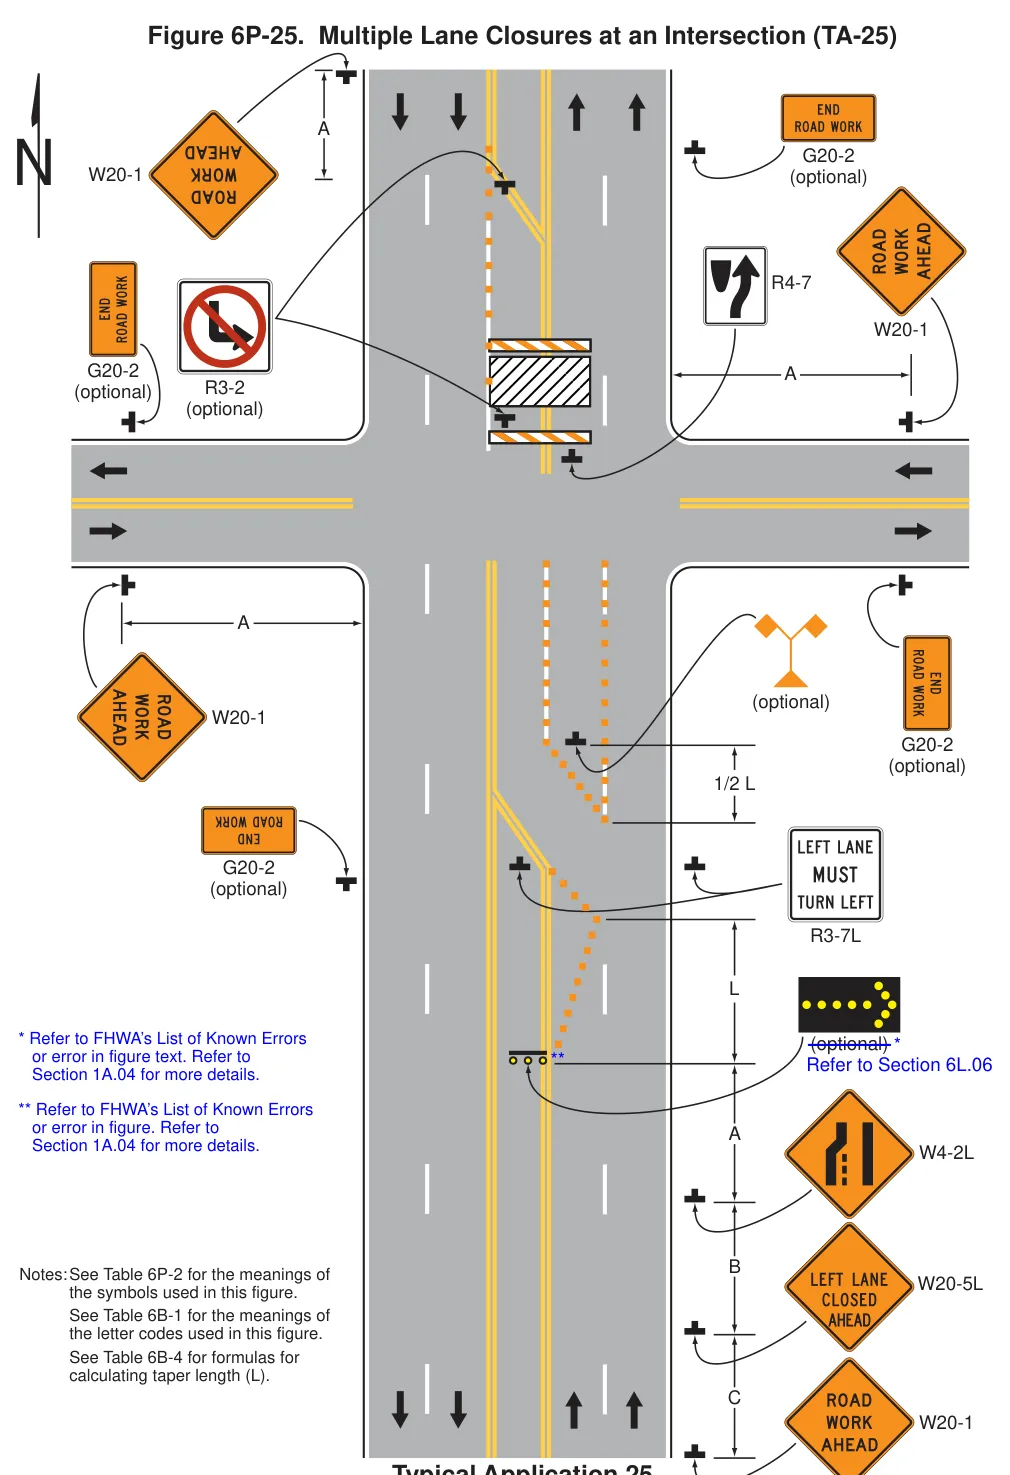 Figure 6P-25.  Multiple Lane Closures at an Intersection (TA-25)
N
A
ROAD
WORK
AHEAD
W20-1
END
ROAD WORK
G20-2
(optional)
ROAD
WORK
AHEAD
W20-1
R4-7
END
ROAD WORK
G20-2
(optional)
R3-2
(optional)
A
A
ROAD
WORK
AHEAD
W20-1
(optional)
END
ROAD WORK
G20-2
(optional)
1/2 L
END
ROAD WORK
G20-2
(optional)
LEFT LANE
MUST
TURN LEFT
R3-7L
L
(optional) *
Refer to Section 6L.06
**
* Refer to FHWA's List of Known Errors
or error in figure text. Refer to
Section 1A.04 for more details.
** Refer to FHWA's List of Known Errors
or error in figure. Refer to
Section 1A.04 for more details.
A
W4-2L
B
LEFT LANE
CLOSED
AHEAD
W20-5L
Notes: See Table 6P-2 for the meanings of
the symbols used in this figure.
See Table 6B-1 for the meanings of
the letter codes used in this figure.
See Table 6B-4 for formulas for
calculating taper length (L).
C
ROAD
WORK
AHEAD
W20-1
Typical Application 25